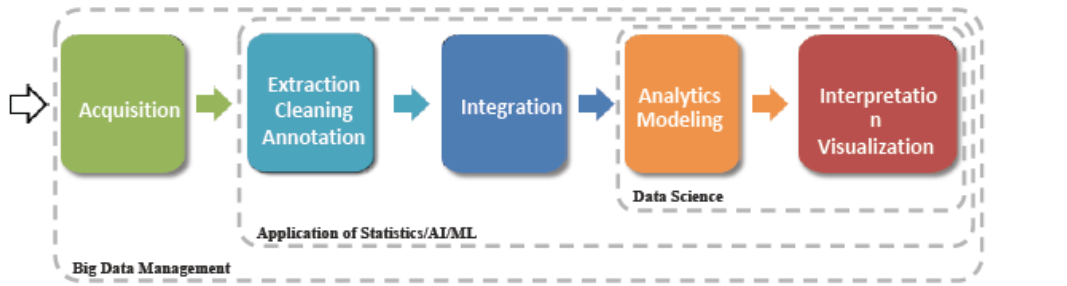 Acquisition
Extraction
Cleaning
Annotation
Integration
Analytics
Modeling
Interpretatio
n
Visualization
Data Science
Application of Statistics/AI/ML
Big Data Management